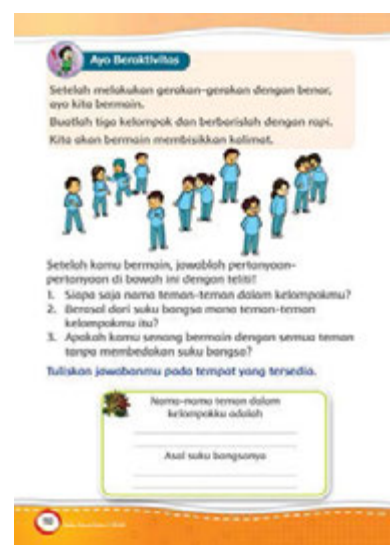 Ayo Beraktivitas
Setelah melakukan gerakan-gerakan dengan benar,
ayo kita bermain.
Buatlah tiga kelompok dan berbarislah dengan rapi.
Kita akan bermain membisikkan kalimat.
Setelah kamu bermain, jawablah pertanyaan-
pertanyaan di bawah ini dengan teliti!
1. Siapa saja nama teman-teman dalam kelompokmu?
2. Berasal dari suku bangsa mana teman-teman
kelompokmu itu?
3. Apakah kamu senang bermain dengan semua teman
tanpa membedakan suku bangsa?
Tuliskan jawabanmu pada tempat yang tersedia.
Nama-nama teman dalam
kelompokku adalah
Asal suku bangsanya